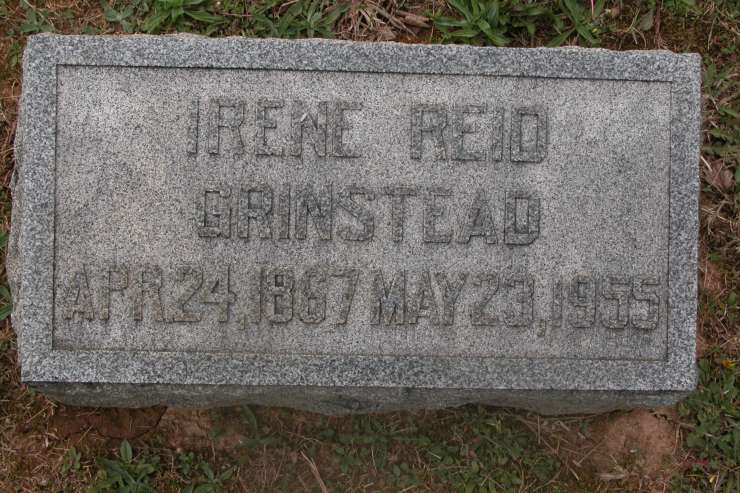 IRENE REID
GRINSTEAD
APR.24,1867 MAY 23,1955